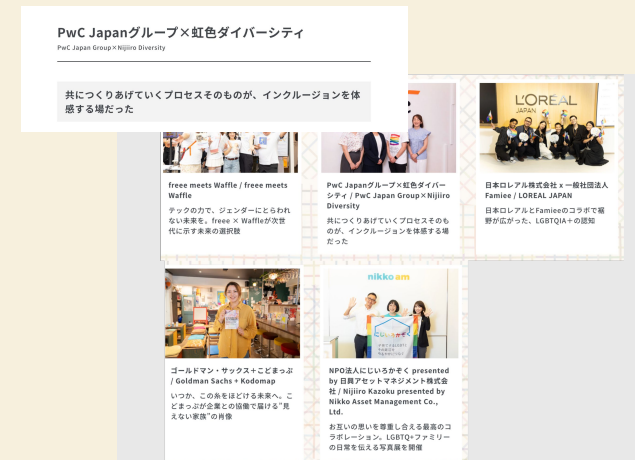 PwC Japanグループ×虹色ダイバーシティ
PwC Japan Group×Nijiiro Diversity
共につくりあげていくプロセスそのものが、インクルージョンを体
感する場だった
L'ORÉAL
JAPAN
freee meets Waffle / freee meets
Waffle
テックの力で、ジェンダーにとらわれ
ない未来を。freee × Waffleが次世
代に示す未来の選択肢
PwC Japanグループ×虹色ダイバー
シティ / PwC Japan Group×Nijiiro
Diversity
共につくりあげていくプロセスそのも
のが、インクルージョンを体感する場
だった
日本ロレアル株式会社 x 一般社団法人
Famiee / LOREAL JAPAN
日本ロレアルとFamieeのコラボで裾
野が広がった、LGBTQIA＋の認知
nikko am
にじいろかぞく
ゴールドマン・サックス＋こどまっぷ
/ Goldman Sachs + Kodomap
いつか、この糸をほどける未来へ。こ
どまっぷが企業との協働で届ける"見
えない家族"の肖像
NPO法人にじいろかぞく presented
by 日興アセットマネジメント株式会
社 / Nijiiro Kazoku presented by
Nikko Asset Management Co.,
Ltd.
お互いの思いを尊重し合える最高のコ
ラボレーション。LGBTQ+ファミリー
の日常を伝える写真展を開催